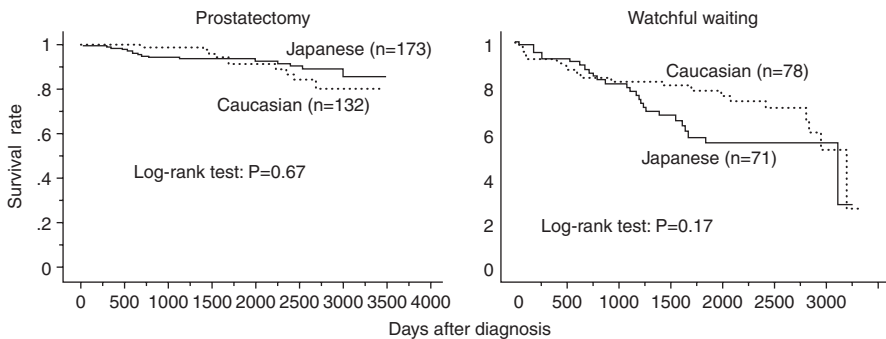 Prostatectomy
Survival rate
1
.8
.6
.4
.2
0
Japanese (n=173)
Caucasian (n=132)
Log-rank test: P=0.67
0 500 1000 1500 2000 2500 3000 3500 4000
Watchful waiting
1
8
6
4
2
0
Caucasian (n=78)
Japanese (n=71)
Log-rank test: P=0.17
0 500 1000 1500 2000 2500 3000
Days after diagnosis